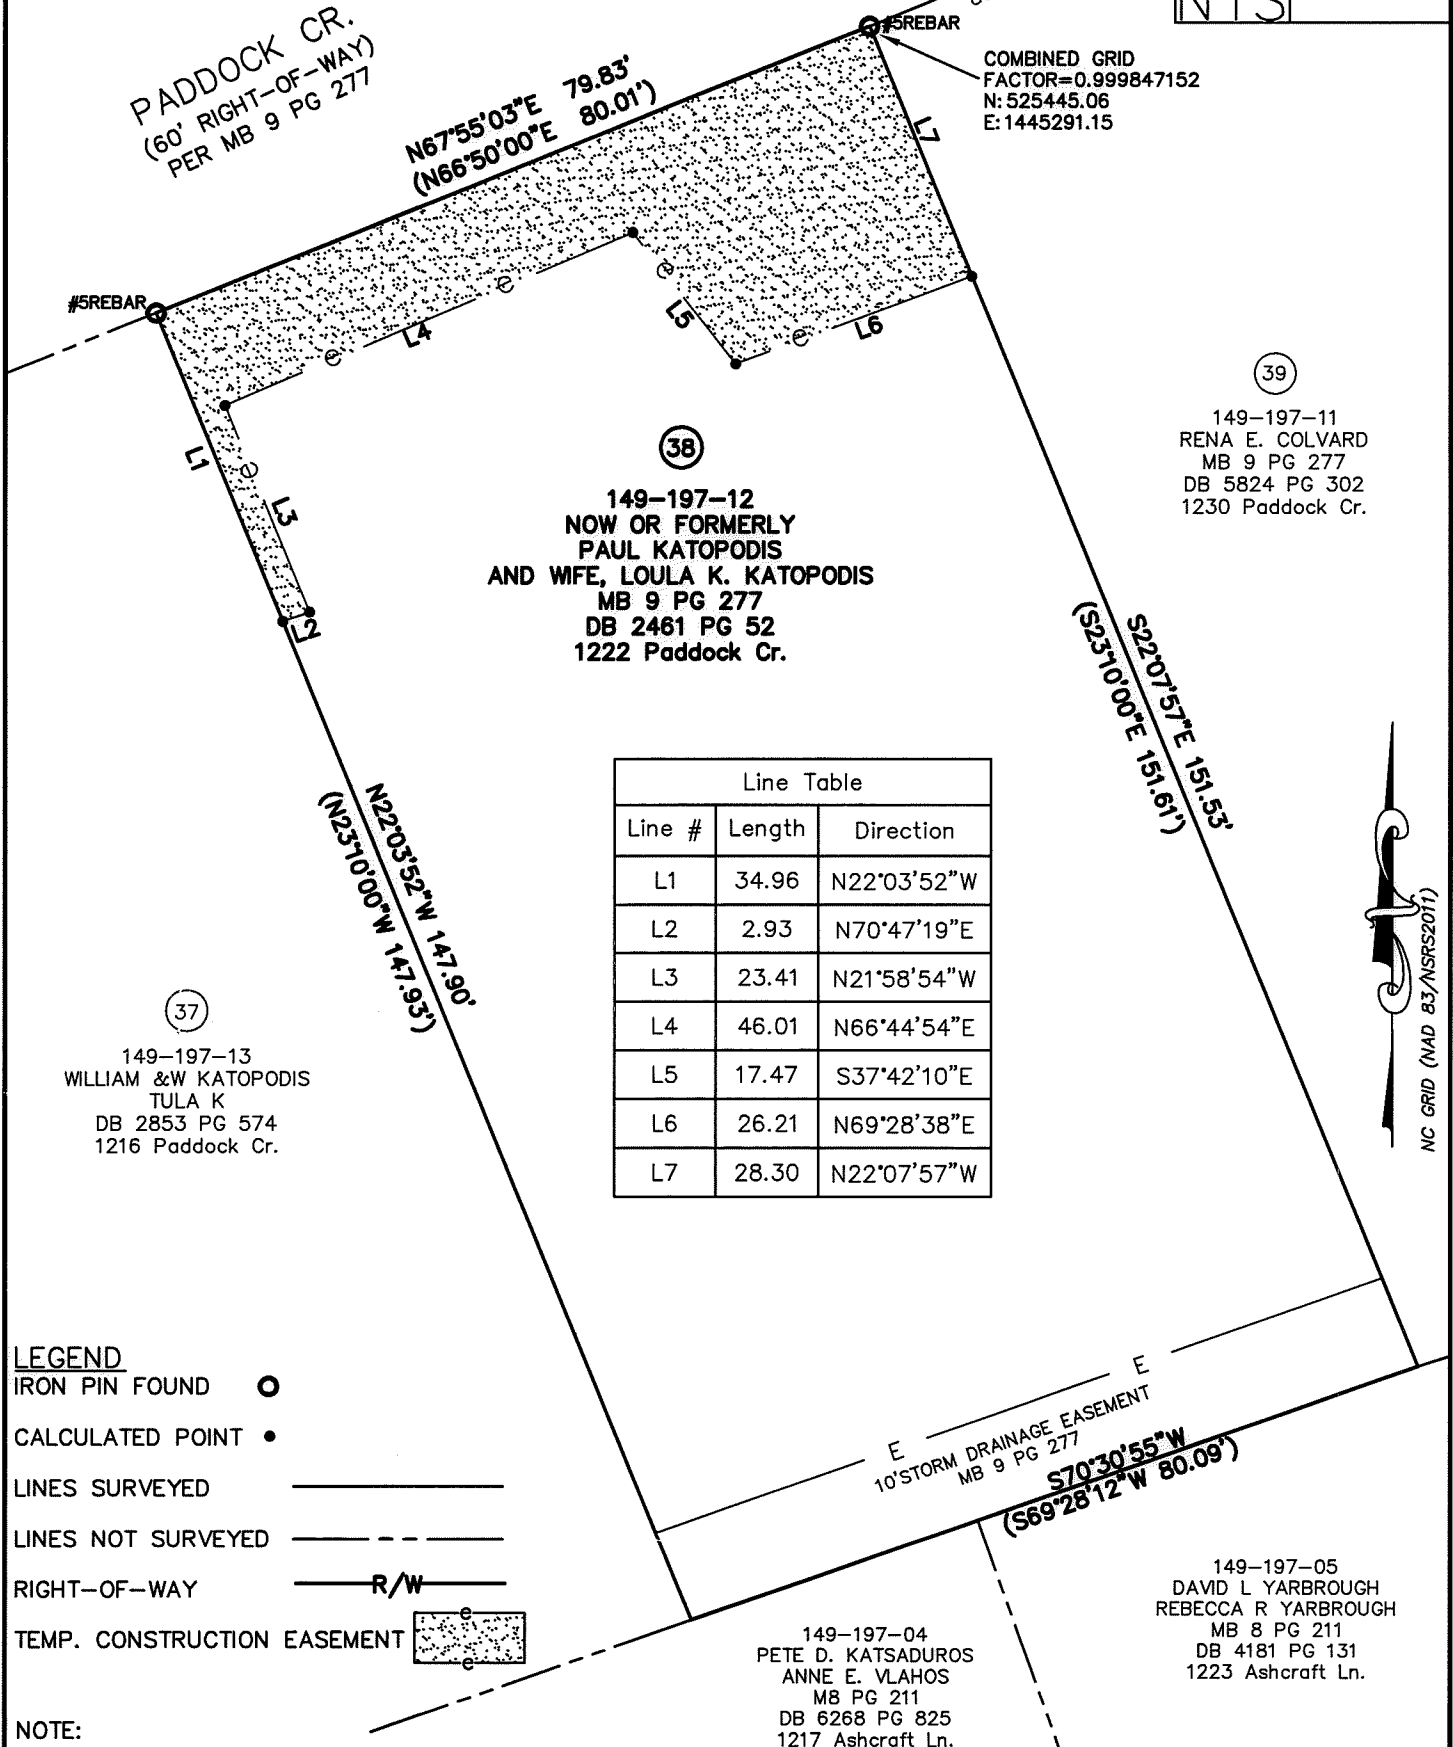 NTS
PADDOCK CR.
(60' RIGHT-OF-WAY)
PER MB 9 PG 277
N67°55'03"E 79.83'
(N66°50'00"E 80.01')
#5REBAR
COMBINED GRID
FACTOR=0.999847152
N: 525445.06
E: 1445291.15
L7
#5REBAR
e
L4
e
e
L5
e
L6
L1
e
L3
L2
38
149-197-12
NOW OR FORMERLY
PAUL KATOPODIS
AND WIFE, LOULA K. KATOPODIS
MB 9 PG 277
DB 2461 PG 52
1222 Paddock Cr.
39
149-197-11
RENA E. COLVARD
MB 9 PG 277
DB 5824 PG 302
1230 Paddock Cr.
S22°07'57"E 151.53'
(S23°10'00"E 151.61')
N22°03'52"W 147.90'
(N23°10'00"W 147.93')
Line Table
Line # Length Direction
L1 34.96 N22°03'52"W
L2 2.93 N70°47'19"E
L3 23.41 N21°58'54"W
L4 46.01 N66°44'54"E
L5 17.47 S37°42'10"E
L6 26.21 N69°28'38"E
L7 28.30 N22°07'57"W
NC GRID (NAD 83/NSRS2011)
37
149-197-13
WILLIAM &W KATOPODIS
TULA K
DB 2853 PG 574
1216 Paddock Cr.
E
E
10'STORM DRAINAGE EASEMENT
MB 9 PG 277
S70°30'55"W
(S69°28'12"W 80.09')
LEGEND
IRON PIN FOUND
CALCULATED POINT
LINES SURVEYED
LINES NOT SURVEYED
RIGHT-OF-WAY R/W
TEMP. CONSTRUCTION EASEMENT e e
NOTE:
149-197-04
PETE D. KATSADUROS
ANNE E. VLAHOS
M8 PG 211
DB 6268 PG 825
1217 Ashcraft Ln.
149-197-05
DAVID L YARBROUGH
REBECCA R YARBROUGH
MB 8 PG 211
DB 4181 PG 131
1223 Ashcraft Ln.